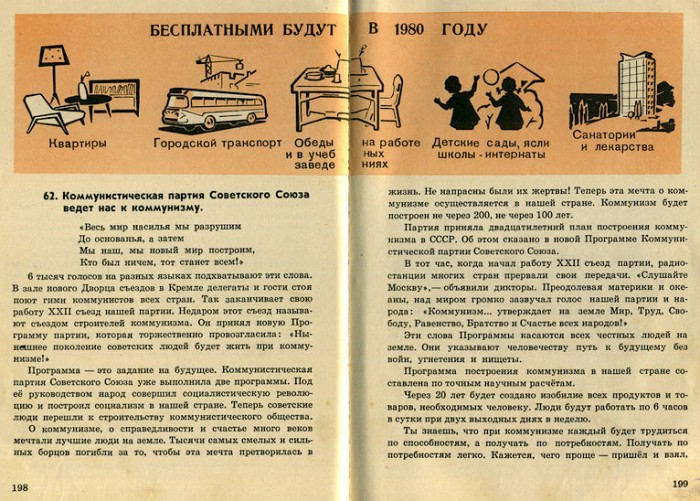 БЕСПЛАТНЫМИ БУДУТ В 1980 ГОДУ
Квартиры
Городской транспорт
Обеды на работе
и в учеб ных
заведе ниях
Детские сады, ясли
школы - интернаты
Санатории
и лекарства
62. Коммунистическая партия Советского Союза
ведет нас к коммунизму.
«Весь мир насилья мы разрушим
До основанья, а затем
Мы наш, мы новый мир построим,
Кто был ничем, тот станет всем!»
6 тысяч голосов на разных языках подхватывают эти слова.
В зале нового Дворца съездов в Кремле делегаты и гости стоя
поют гимн коммунистов всех стран. Так заканчивает свою
работу XXII съезд нашей партии. Недаром этот съезд называ-
ют съездом строителей коммунизма. Он принял новую Про-
грамму партии, которая торжественно провозгласила: «Ны-
нешнее поколение советских людей будет жить при комму-
низме!»
Программа — это задание на будущее. Коммунистическая
партия Советского Союза уже выполнила две программы. Под
её руководством народ совершил социалистическую револю-
цию и построил социализм в нашей стране. Теперь советские
люди перешли к строительству коммунистического общества.
О коммунизме, о справедливости и счастье много веков
мечтали лучшие люди на земле. Тысячи самых смелых и силь-
ных борцов погибли за то, чтобы эта мечта претворилась в
198
жизнь. Не напрасны были их жертвы! Теперь эта мечта о ком-
мунизме осуществляется в нашей стране. Коммунизм будет
построен не через 200, не через 100 лет.
Партия приняла двадцатилетний план построения комму-
низма в СССР. Об этом сказано в новой Программе Коммуни-
стической партии Советского Союза.
В тот час, когда начал работу XXII съезд партии, радио-
станции многих стран прервали свои передачи. «Слушайте
Москву»,— объявили дикторы. Преодолевая материки и оке-
аны, над миром громко зазвучал голос нашей партии и на-
рода: «Коммунизм... утверждает на земле Мир, Труд, Сво-
боду, Равенство, Братство и Счастье всех народов!»
Эти слова Программы касаются всех честных людей на
земле. Они указывают человечеству путь к будущему без
войн, угнетения и нищеты.
Программа построения коммунизма в нашей стране со-
ставлена по точным научным расчётам.
Через 20 лет будет создано изобилие всех продуктов и то-
варов, необходимых человеку. Люди будут работать по 6 часов
в сутки при двух выходных днях в неделю.
Ты знаешь, что при коммунизме каждый будет трудиться
по способностям, а получать по потребностям. Получать по
потребностям легко. Кажется, чего проще — пришёл и взял,
199